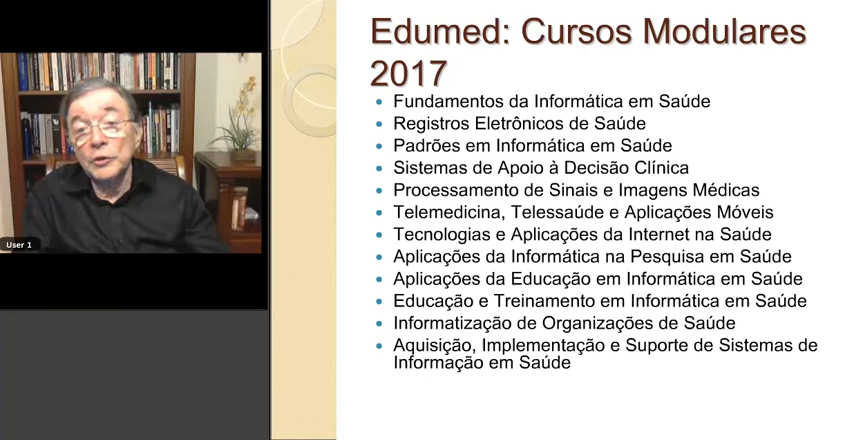 User 1
Edumed: Cursos Modulares
2017
Fundamentos da Informática em Saúde
Registros Eletrônicos de Saúde
Padrões em Informática em Saúde
Sistemas de Apoio à Decisão Clínica
Processamento de Sinais e Imagens Médicas
Telemedicina, Telessaúde e Aplicações Móveis
Tecnologias e Aplicações da Internet na Saúde
Aplicações da Informática na Pesquisa em Saúde
Aplicações da Educação em Informática em Saúde
Educação e Treinamento em Informática em Saúde
Informatização de Organizações de Saúde
Aquisição, Implementação e Suporte de Sistemas de
Informação em Saúde